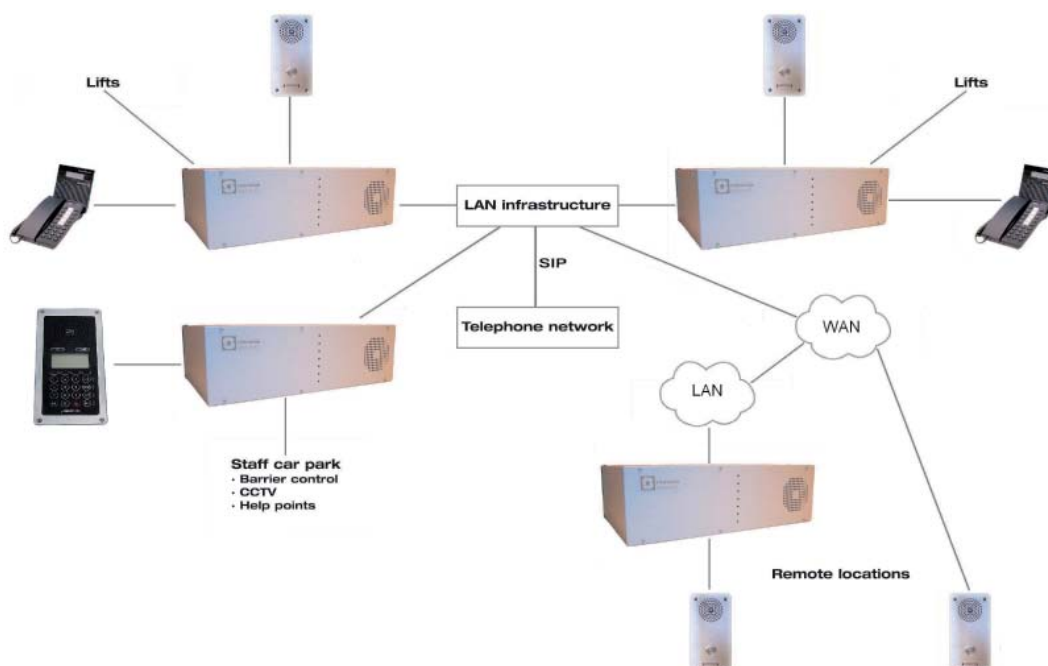 Lifts
Lifts
LAN infrastructure
SIP
Telephone network
WAN
LAN
Staff car park
· Barrier control
· CCTV
· Help points
Remote locations